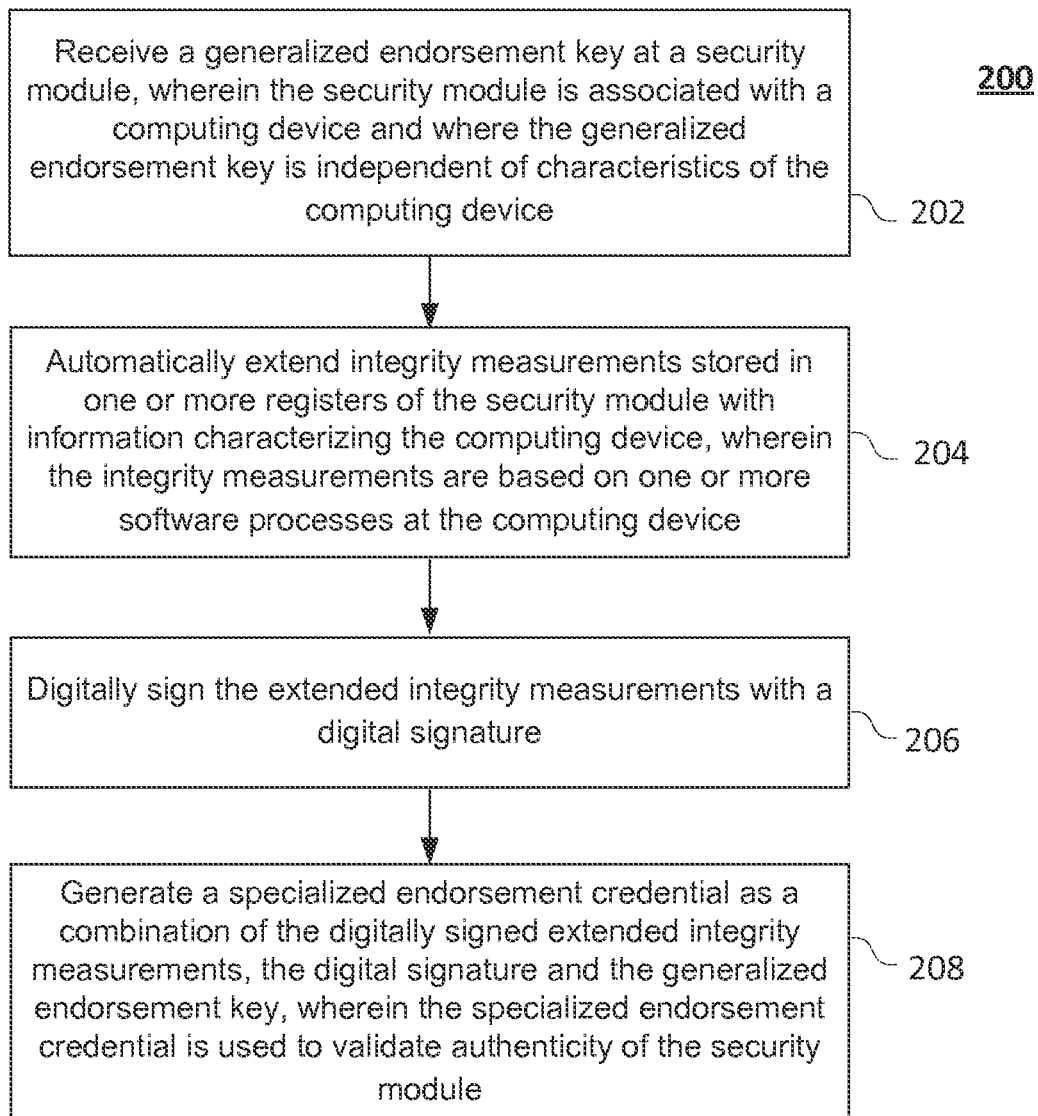 Receive a generalized endorsement key at a security
module, wherein the security module is associated with a
computing device and where the generalized
endorsement key is independent of characteristics of the
computing device
200
202
Automatically extend integrity measurements stored in
one or more registers of the security module with
information characterizing the computing device, wherein
the integrity measurements are based on one or more
software processes at the computing device
204
Digitally sign the extended integrity measurements with a
digital signature
206
Generate a specialized endorsement credential as a
combination of the digitally signed extended integrity
measurements, the digital signature and the generalized
endorsement key, wherein the specialized endorsement
credential is used to validate authenticity of the security
module
208